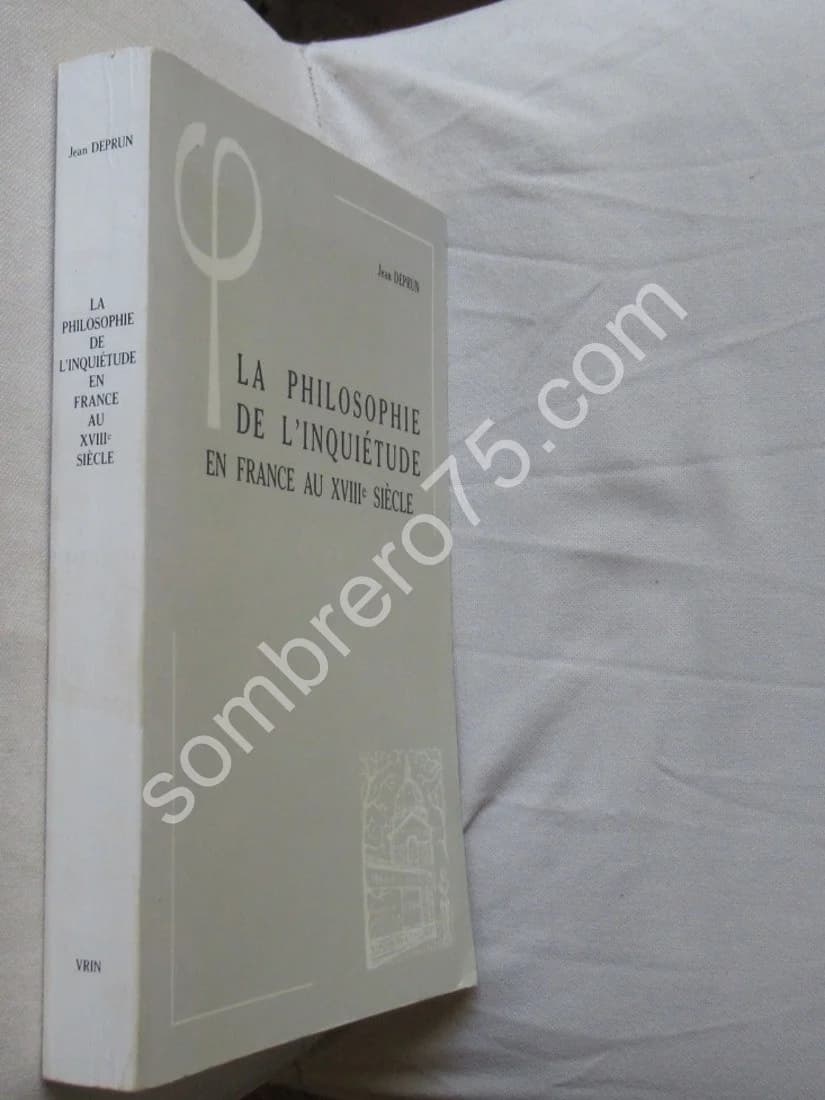 Jean DEPRUN
LA
PHILOSOPHIE
DE
L'INQUIÉTUDE
EN
FRANCE
AU
XVIIIe
SIÈCLE
VRIN
φ
Jean DEPRUN
LA PHILOSOPHIE
DE L'INQUIÉTUDE
EN FRANCE AU XVIIIe SIÈCLE
sombrero75.com